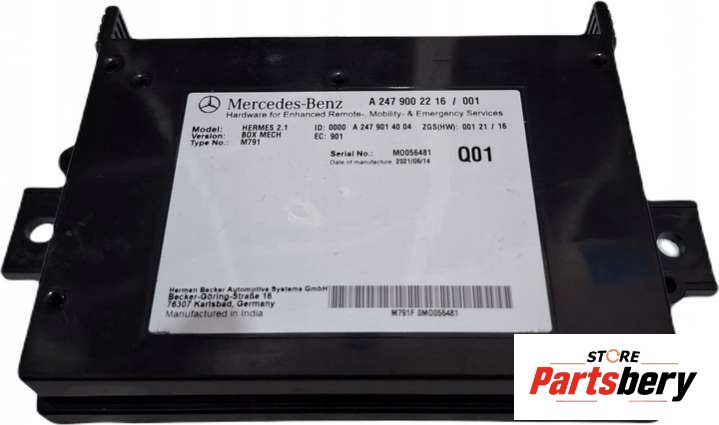 Mercedes-Benz A 247 900 22 16 / 001
Hardware for Enhanced Remote-, Mobility- & Emergency Services
Model: HERMES 2.1 ID: 0000 A 247 901 40 04 ZGS(HW): 001 21 / 16
Version: BOX MECH EC: 901
Type No.: M791
Serial No.: MO056481 Q01
Date of manufacture 2021/06/14
Herman Becker Automotive Systems GmbH
Becker-Göring-Straße 16
76307 Karlsbad, Germany
Manufactured in India
M791F 0MO056481
STORE
Partsbery